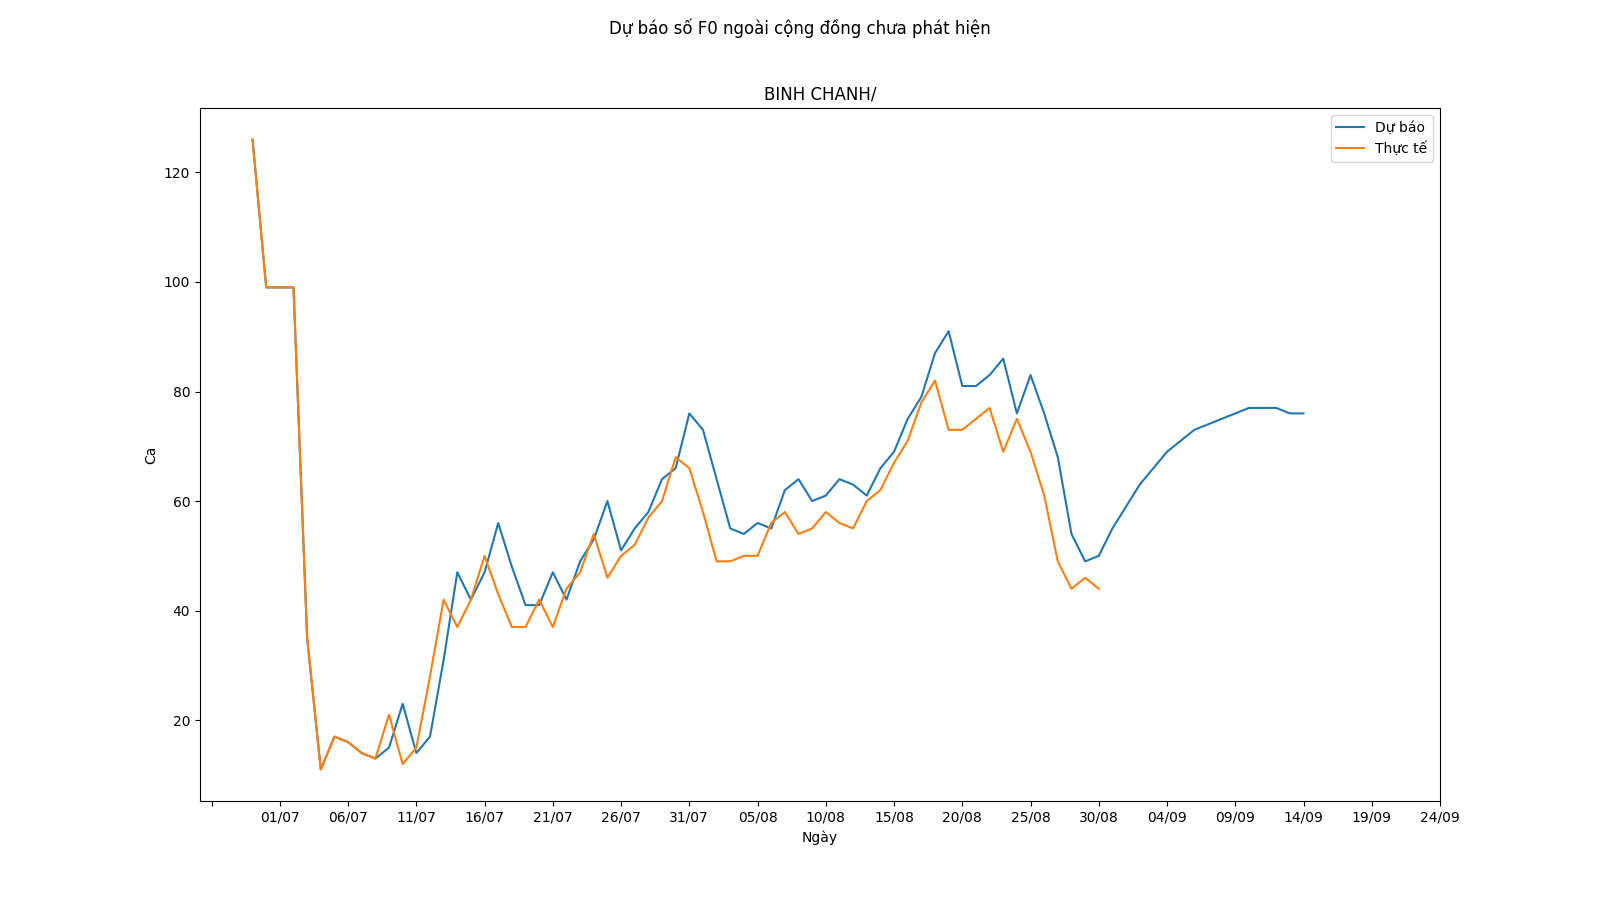 Dự báo số F0 ngoài cộng đồng chưa phát hiện
BINH CHANH/
Dự báo
Thực tế
120
100
80
60
40
20
Ca
01/07 06/07 11/07 16/07 21/07 26/07 31/07 05/08 10/08 15/08 20/08 25/08 30/08 04/09 09/09 14/09 19/09 24/09
Ngày